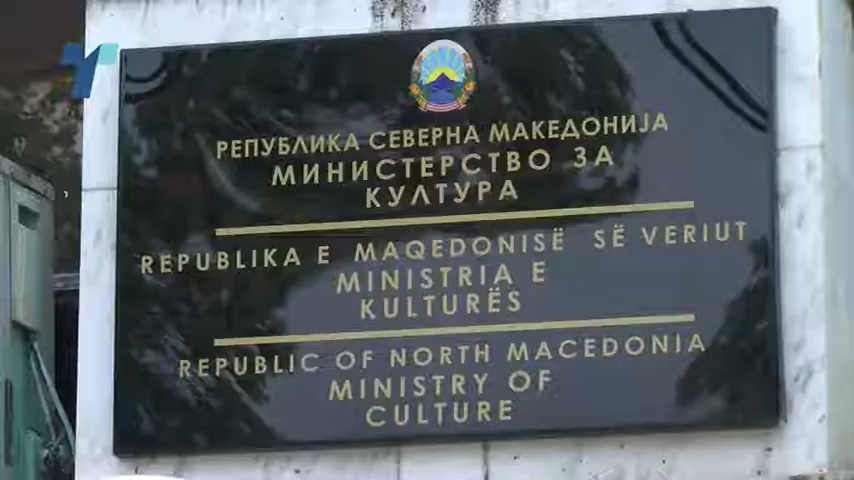 РЕПУБЛИКА СЕВЕРНА МАКЕДОНИЈА
МИНИСТЕРСТВО ЗА
КУЛТУРА
REPUBLIKA E MAQEDONISË SË VERIUT
MINISTRIA E
KULTURËS
REPUBLIC OF NORTH MACEDONIA
MINISTRY OF
CULTURE